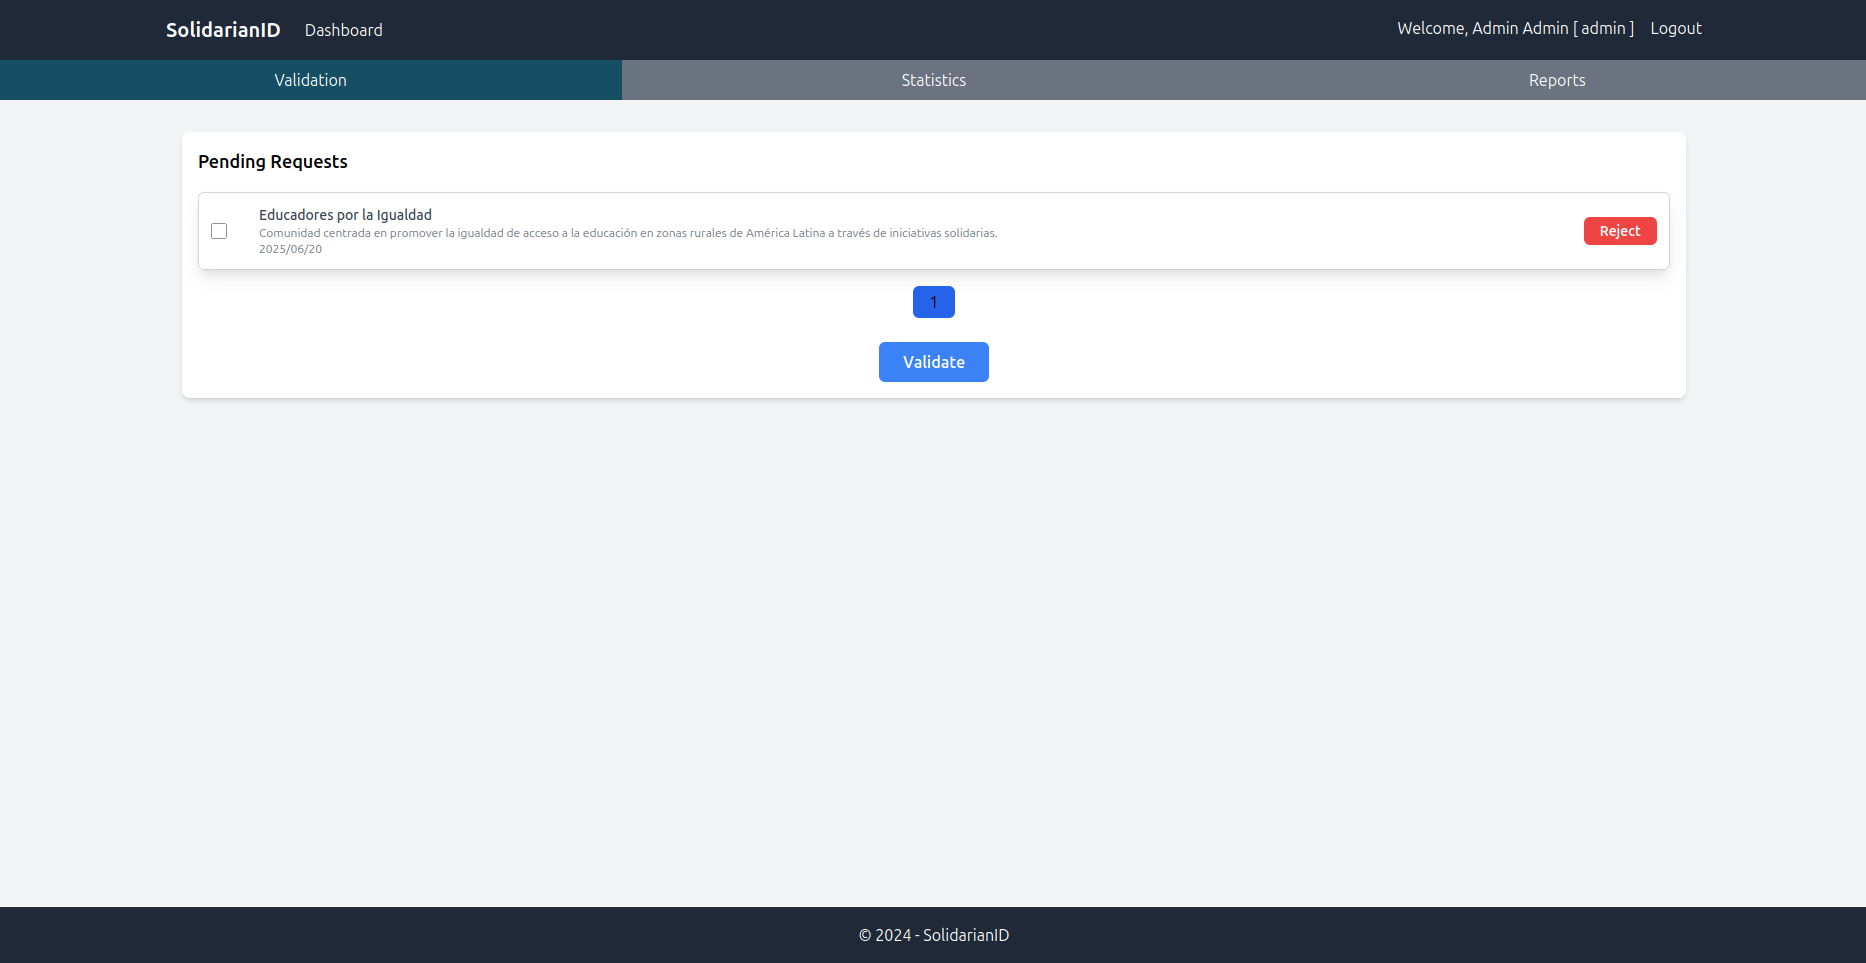 SolidarianID Dashboard Welcome, Admin Admin [ admin ] Logout
Validation Statistics Reports
Pending Requests
Educadores por la Igualdad
Comunidad centrada en promover la igualdad de acceso a la educación en zonas rurales de América Latina a través de iniciativas solidarias.
2025/06/20
Reject
1
Validate
© 2024 - SolidarianID